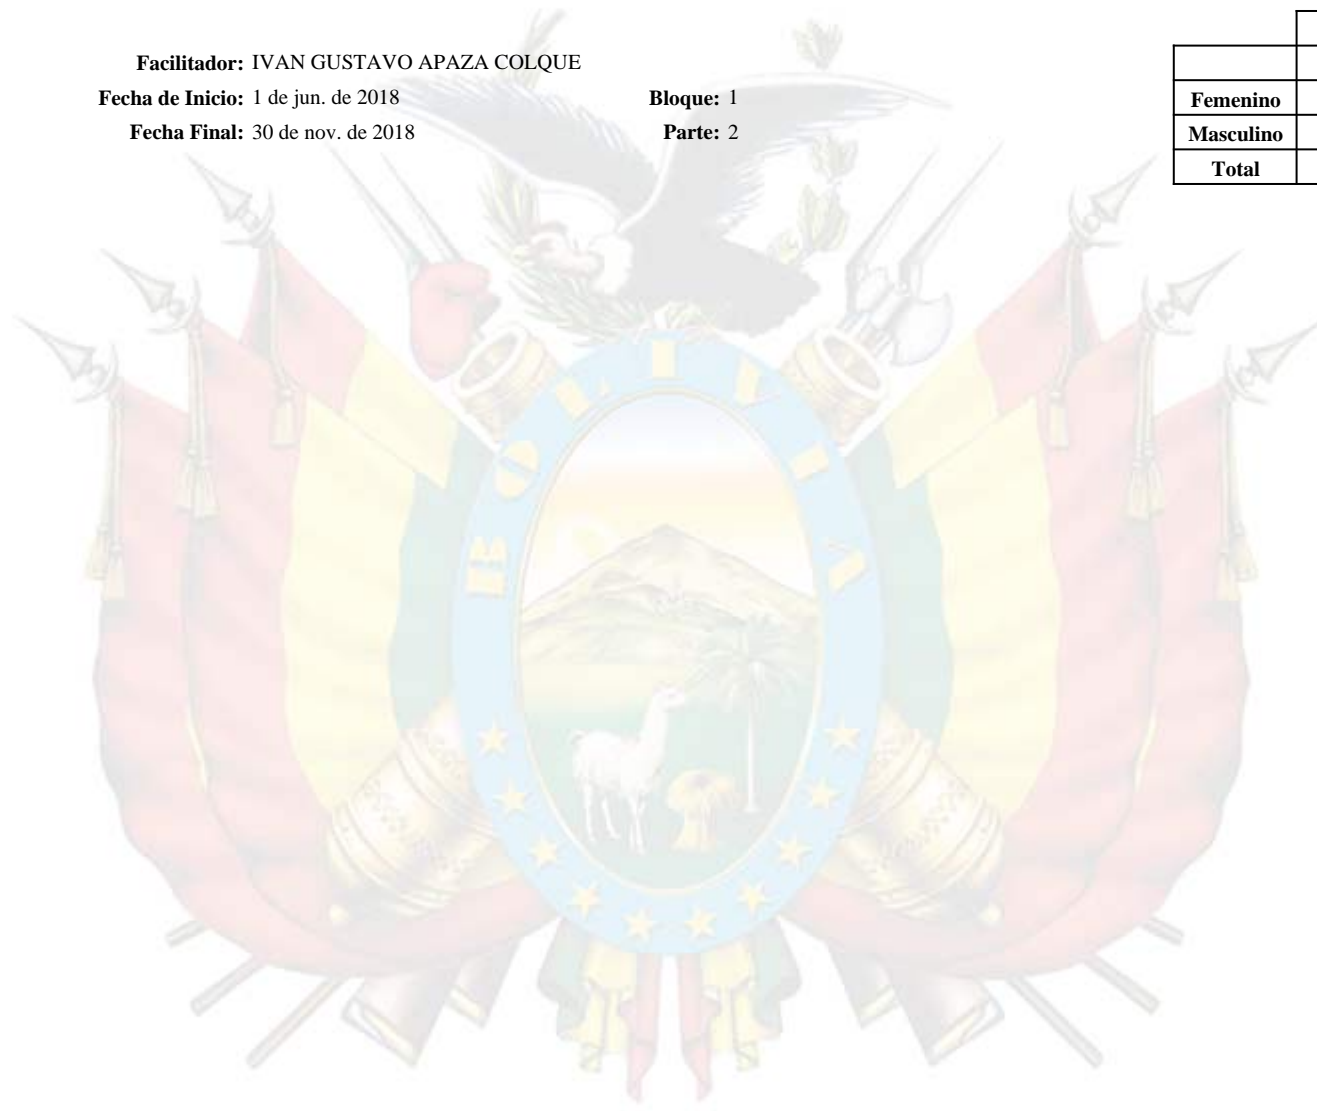 Facilitador: IVAN GUSTAVO APAZA COLQUE
Fecha de Inicio: 1 de jun. de 2018 Bloque: 1
Fecha Final: 30 de nov. de 2018 Parte: 2
Femenino
Masculino
Total
BOLIVIA